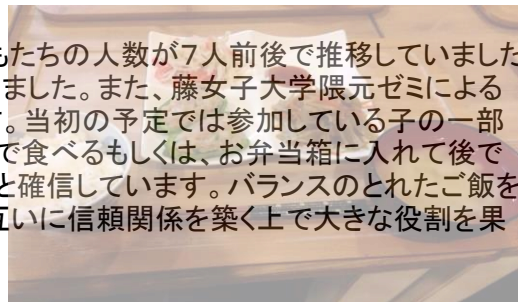 もたちの人数が7人前後で推移していました
ました。また、藤女子大学隈元ゼミによる
す。当初の予定では参加している子の一部
で食べるもしくは、お弁当箱に入れて後で
と確信しています。バランスのとれたご飯を
互いに信頼関係を築く上で大きな役割を果